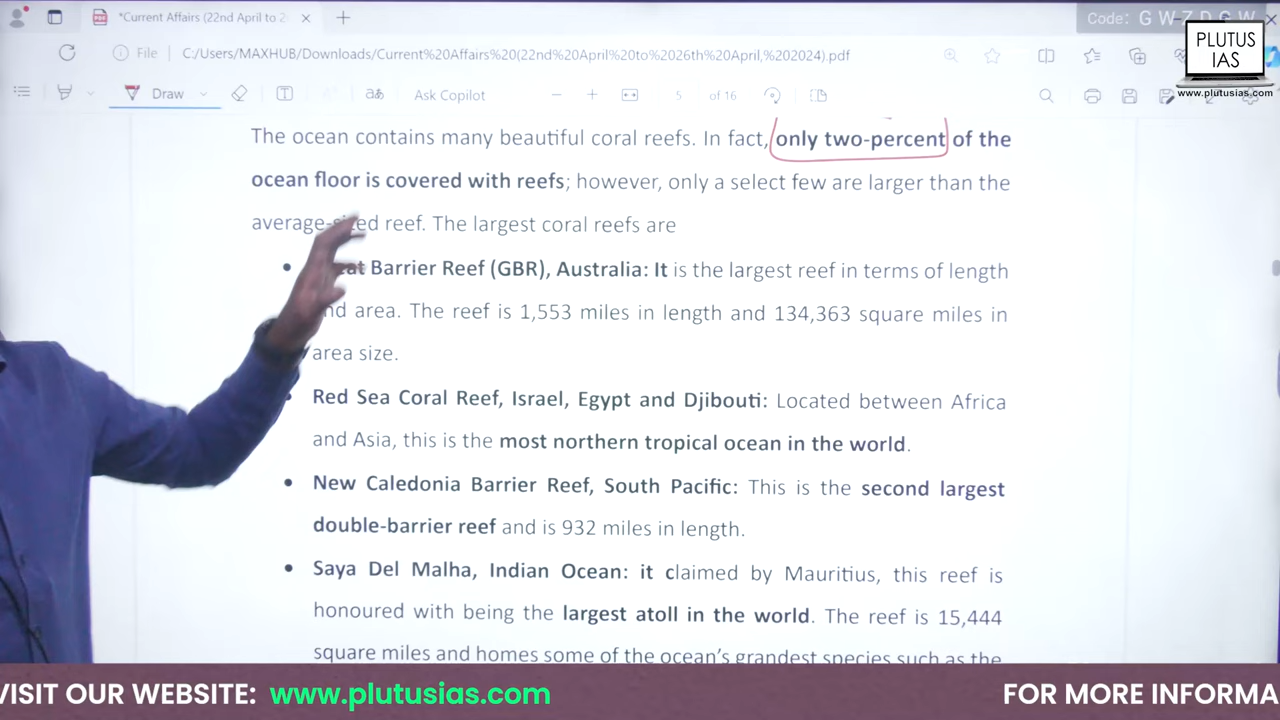 *Current Affairs (22nd April to 2
Code: G W Z D G W
PLUTUS
IAS
www.plutusias.com
File C:/Users/MAXHUB/Downloads/Current%20Affairs%20(22nd%20April%20to%2026th%20April,%202024).pdf
Draw
Ask Copilot
5 of 16
The ocean contains many beautiful coral reefs. In fact, only two-percent of the
ocean floor is covered with reefs; however, only a select few are larger than the
average-sized reef. The largest coral reefs are
• Barrier Reef (GBR), Australia: It is the largest reef in terms of length
area. The reef is 1,553 miles in length and 134,363 square miles in
area size.
Red Sea Coral Reef, Israel, Egypt and Djibouti: Located between Africa
and Asia, this is the most northern tropical ocean in the world.
• New Caledonia Barrier Reef, South Pacific: This is the second largest
double-barrier reef and is 932 miles in length.
• Saya Del Malha, Indian Ocean: it claimed by Mauritius, this reef is
honoured with being the largest atoll in the world. The reef is 15,444
square miles and homes some of the ocean's grandest species such as the
VISIT OUR WEBSITE: www.plutusias.com
FOR MORE INFORMA